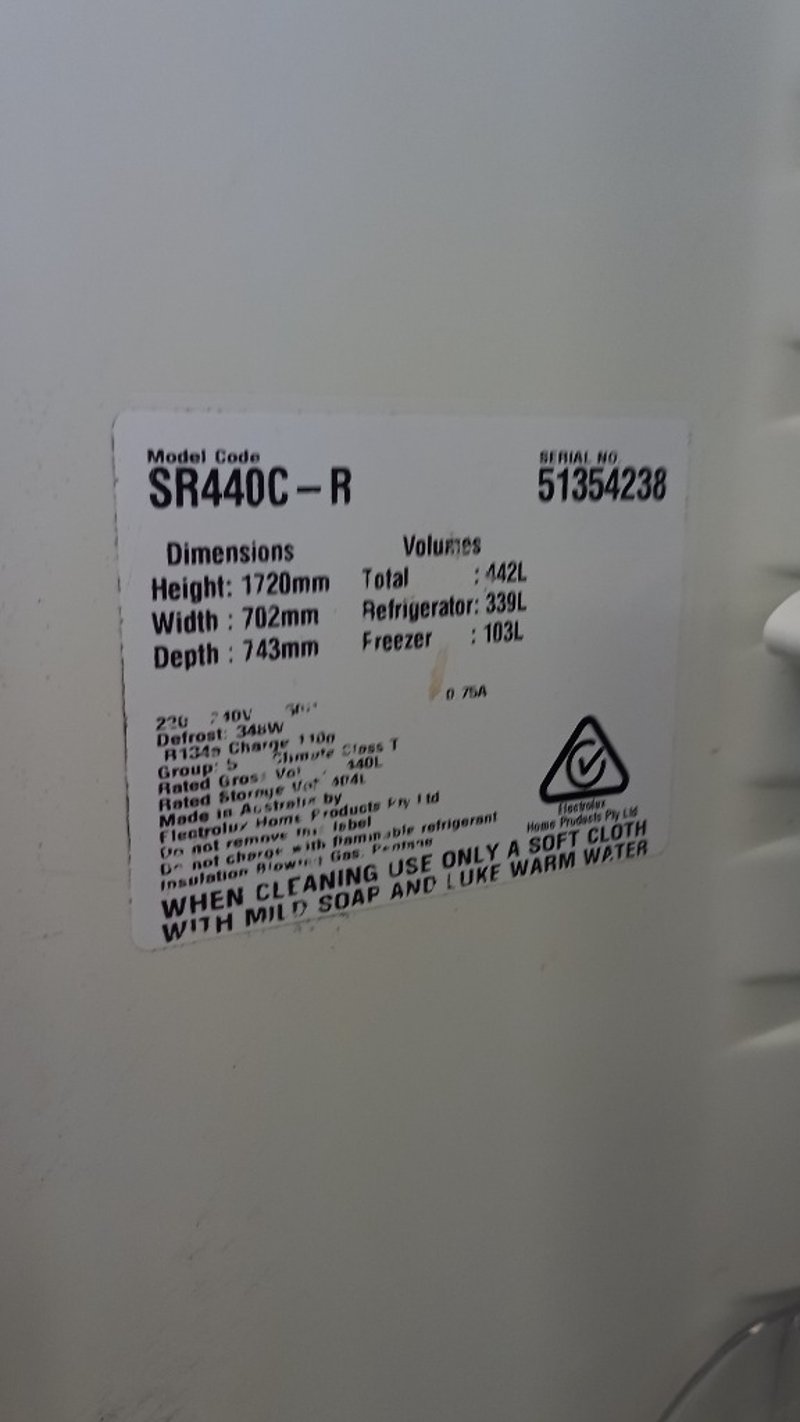 Model Code
SR440C-R
SERIAL NO.
51354238
Dimensions
Height: 1720mm
Width : 702mm
Depth : 743mm
Volumes
Total : 442L
Refrigerator: 339L
Freezer : 103L
0.75A
Defrost: 348W
R134a Charge 110g
Group: 5 Climate Class T
Rated Gross Vol 440L
Rated Storage Vol 404L
Made in Australia by
Electrolux Home Products Pty Ltd
Do not remove this label
Do not charge with flammable refrigerant
Insulation Blowing Gas: Pentane
Electrolux
Home Products Pty Ltd
WHEN CLEANING USE ONLY A SOFT CLOTH
WITH MILD SOAP AND LUKE WARM WATER